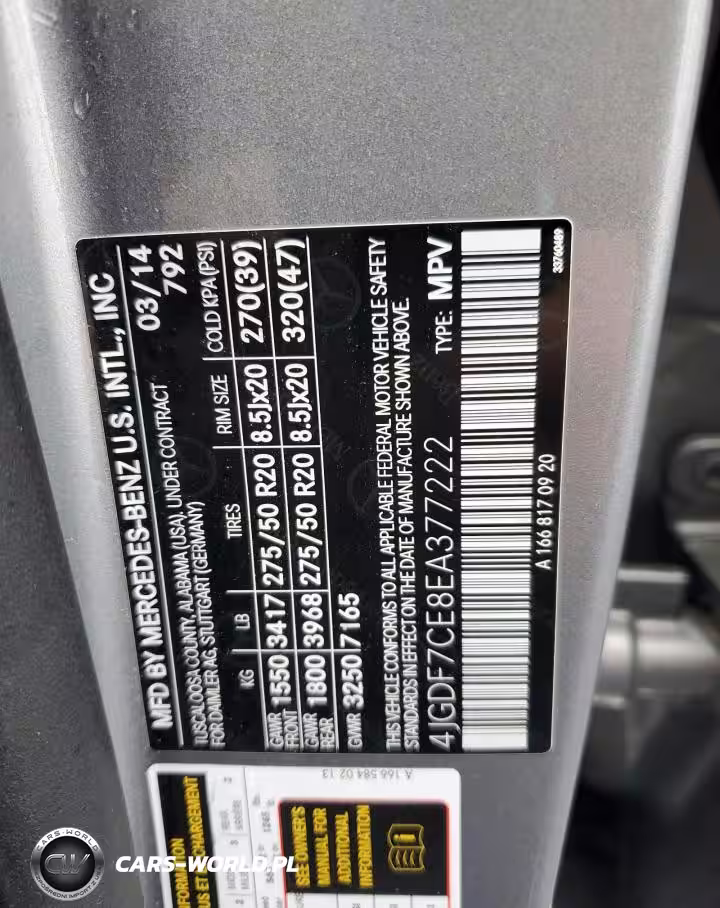 MFD BY MERCEDES-BENZ U.S. INTL., INC
TUSCALOOSA COUNTY, ALABAMA (USA), UNDER CONTRACT 03/14
FOR DAIMLER AG, STUTTGART (GERMANY) 792
KG LB TIRES RIM SIZE COLD KPA (PSI)
GAWR FRONT 1550 3417 275/50 R20 8.5Jx20 270(39)
GAWR REAR 1800 3968 275/50 R20 8.5Jx20 320(47)
GVWR 3250 7165
THIS VEHICLE CONFORMS TO ALL APPLICABLE FEDERAL MOTOR VEHICLE SAFETY
STANDARDS IN EFFECT ON THE DATE OF MANUFACTURE SHOWN ABOVE.
4JGDF7CE8EA377222 TYPE: MPV
A 166 817 09 20 33760489
A 166 584 02 13
SEE OWNER'S
MANUAL FOR
ADDITIONAL
INFORMATION
CARS-WORLD
CW
CARS-WORLD.PL